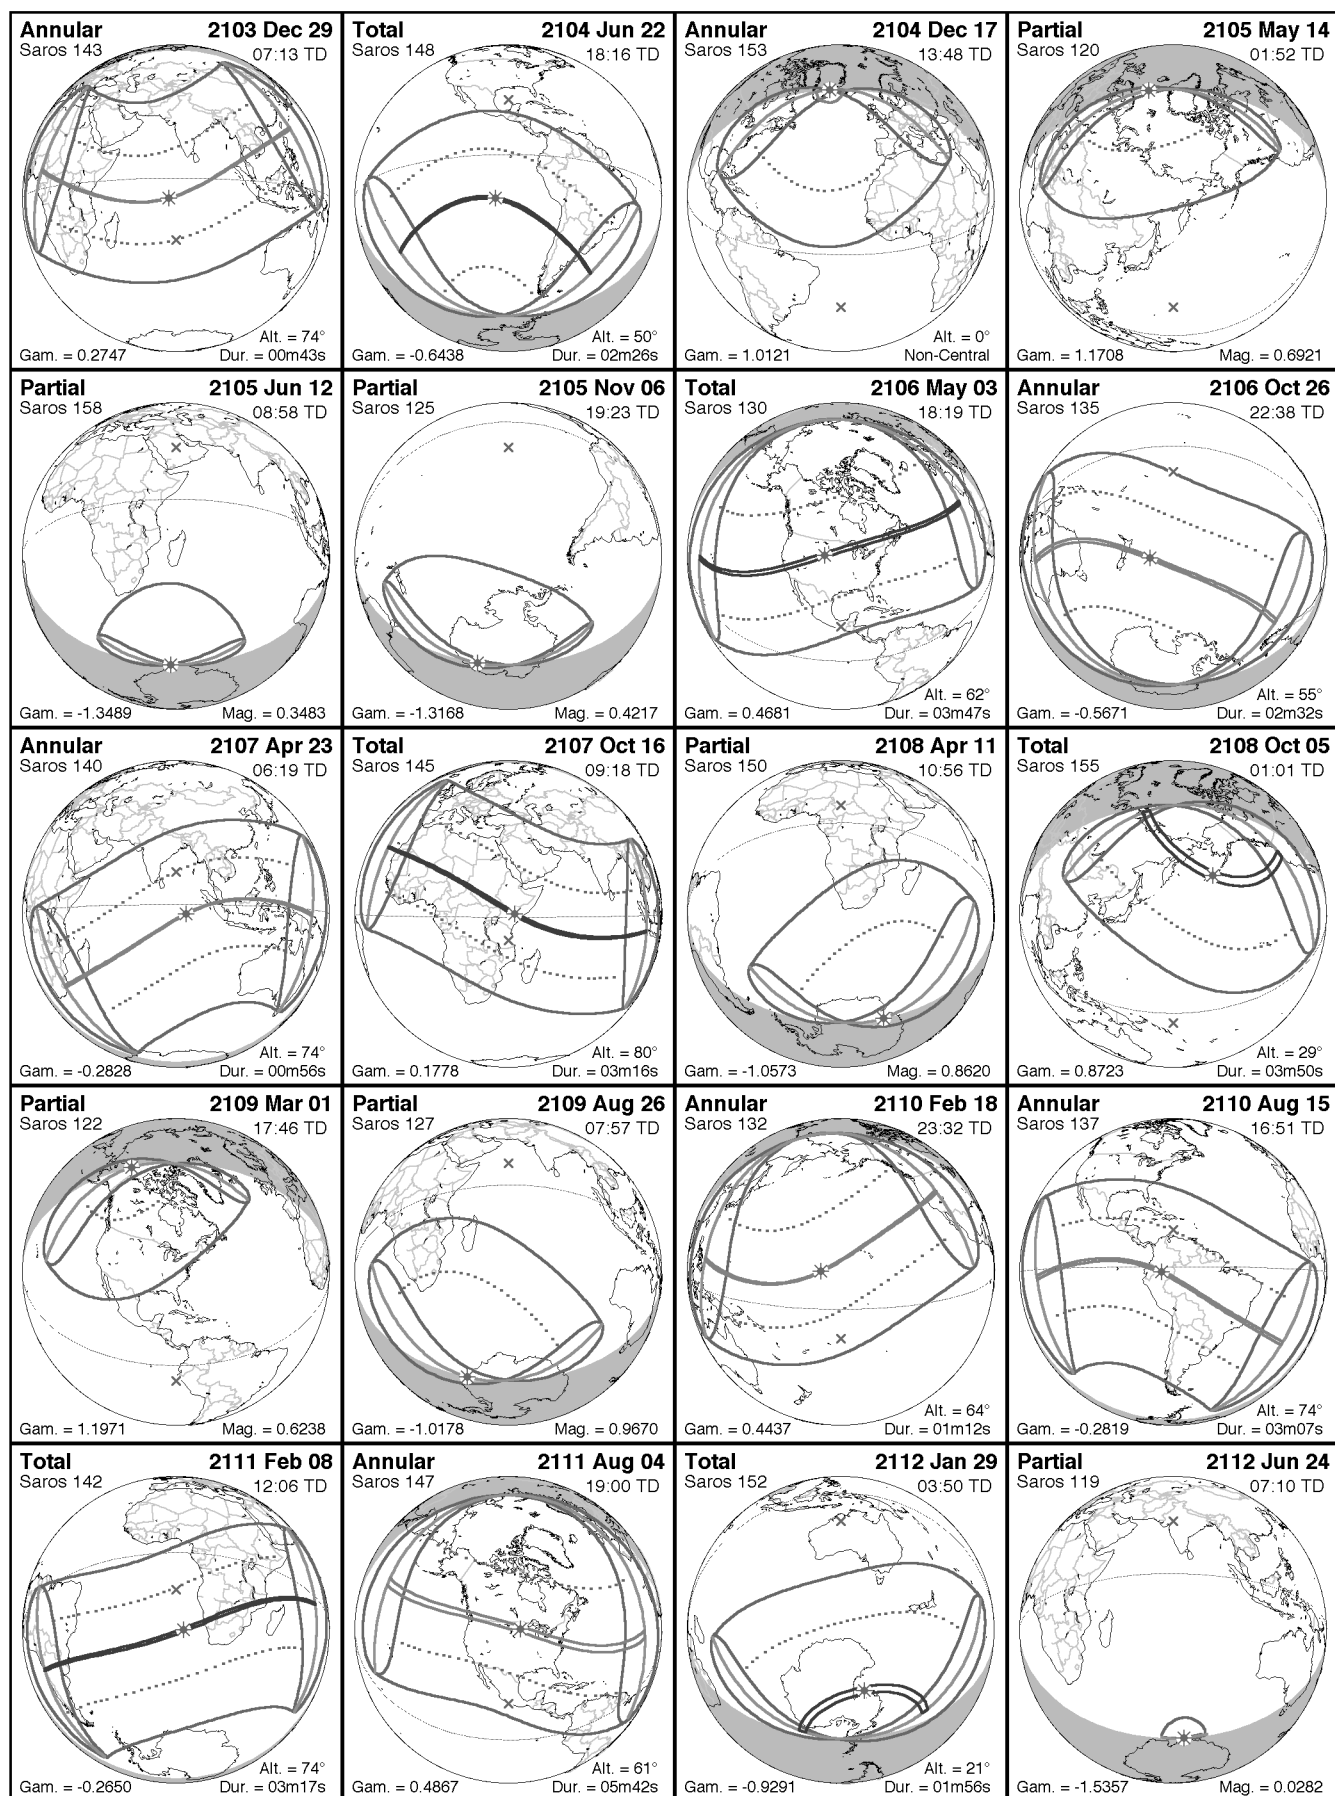 Annular 2103 Dec 29
Saros 143 07:13 TD
Alt. = 74°
Gam. = 0.2747 Dur. = 00m43s
Total 2104 Jun 22
Saros 148 18:16 TD
Alt. = 50°
Gam. = -0.6438 Dur. = 02m26s
Annular 2104 Dec 17
Saros 153 13:48 TD
Alt. = 0°
Gam. = 1.0121 Non-Central
Partial 2105 May 14
Saros 120 01:52 TD
Gam. = 1.1708 Mag. = 0.6921
Partial 2105 Jun 12
Saros 158 08:58 TD
Gam. = -1.3489 Mag. = 0.3483
Partial 2105 Nov 06
Saros 125 19:23 TD
Gam. = -1.3168 Mag. = 0.4217
Total 2106 May 03
Saros 130 18:19 TD
Alt. = 62°
Gam. = 0.4681 Dur. = 03m47s
Annular 2106 Oct 26
Saros 135 22:38 TD
Alt. = 55°
Gam. = -0.5671 Dur. = 02m32s
Annular 2107 Apr 23
Saros 140 06:19 TD
Alt. = 74°
Gam. = -0.2828 Dur. = 00m56s
Total 2107 Oct 16
Saros 145 09:18 TD
Alt. = 80°
Gam. = 0.1778 Dur. = 03m16s
Partial 2108 Apr 11
Saros 150 10:56 TD
Gam. = -1.0573 Mag. = 0.8620
Total 2108 Oct 05
Saros 155 01:01 TD
Alt. = 29°
Gam. = 0.8723 Dur. = 03m50s
Partial 2109 Mar 01
Saros 122 17:46 TD
Gam. = 1.1971 Mag. = 0.6238
Partial 2109 Aug 26
Saros 127 07:57 TD
Gam. = -1.0178 Mag. = 0.9670
Annular 2110 Feb 18
Saros 132 23:32 TD
Alt. = 64°
Gam. = 0.4437 Dur. = 01m12s
Annular 2110 Aug 15
Saros 137 16:51 TD
Alt. = 74°
Gam. = -0.2819 Dur. = 03m07s
Total 2111 Feb 08
Saros 142 12:06 TD
Alt. = 74°
Gam. = -0.2650 Dur. = 03m17s
Annular 2111 Aug 04
Saros 147 19:00 TD
Alt. = 61°
Gam. = 0.4867 Dur. = 05m42s
Total 2112 Jan 29
Saros 152 03:50 TD
Alt. = 21°
Gam. = -0.9291 Dur. = 01m56s
Partial 2112 Jun 24
Saros 119 07:10 TD
Gam. = -1.5357 Mag. = 0.0282